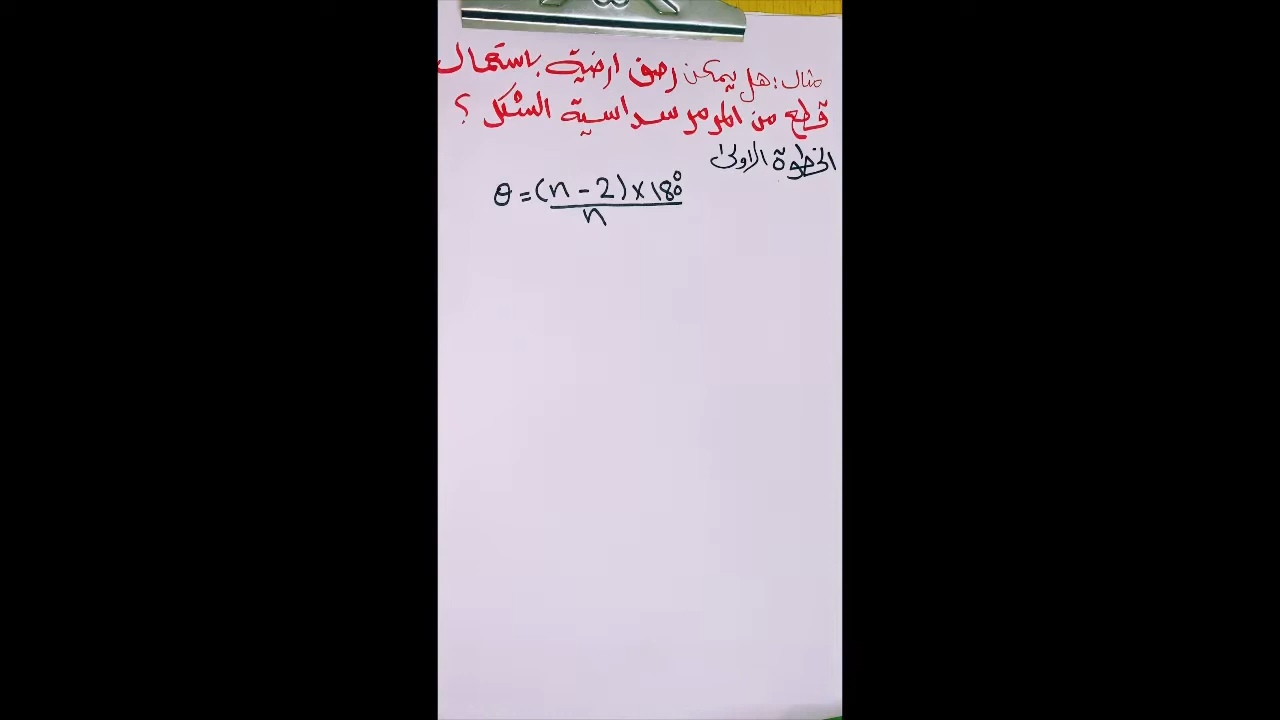 مثال: هل يمكن رصف ارضية باستعمال
قطع من المرمر سداسية الشكل ؟
الخطوة الاولى
θ = (n - 2) × 180°
n